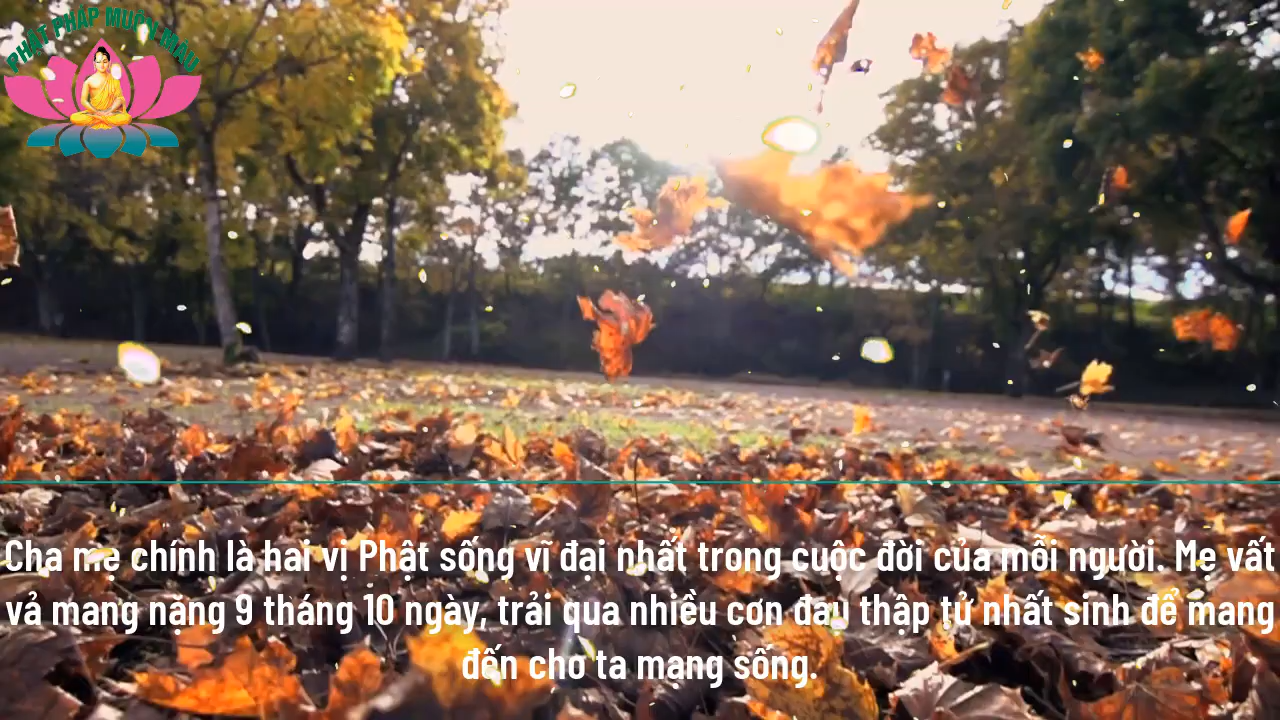 PHẬT PHÁP MUÔN MÀU
Cha mẹ chính là hai vị Phật sống vĩ đại nhất trong cuộc đời của mỗi người. Mẹ vất
vả mang nặng 9 tháng 10 ngày, trải qua nhiều cơn đau thập tử nhất sinh để mang
đến cho ta mạng sống.